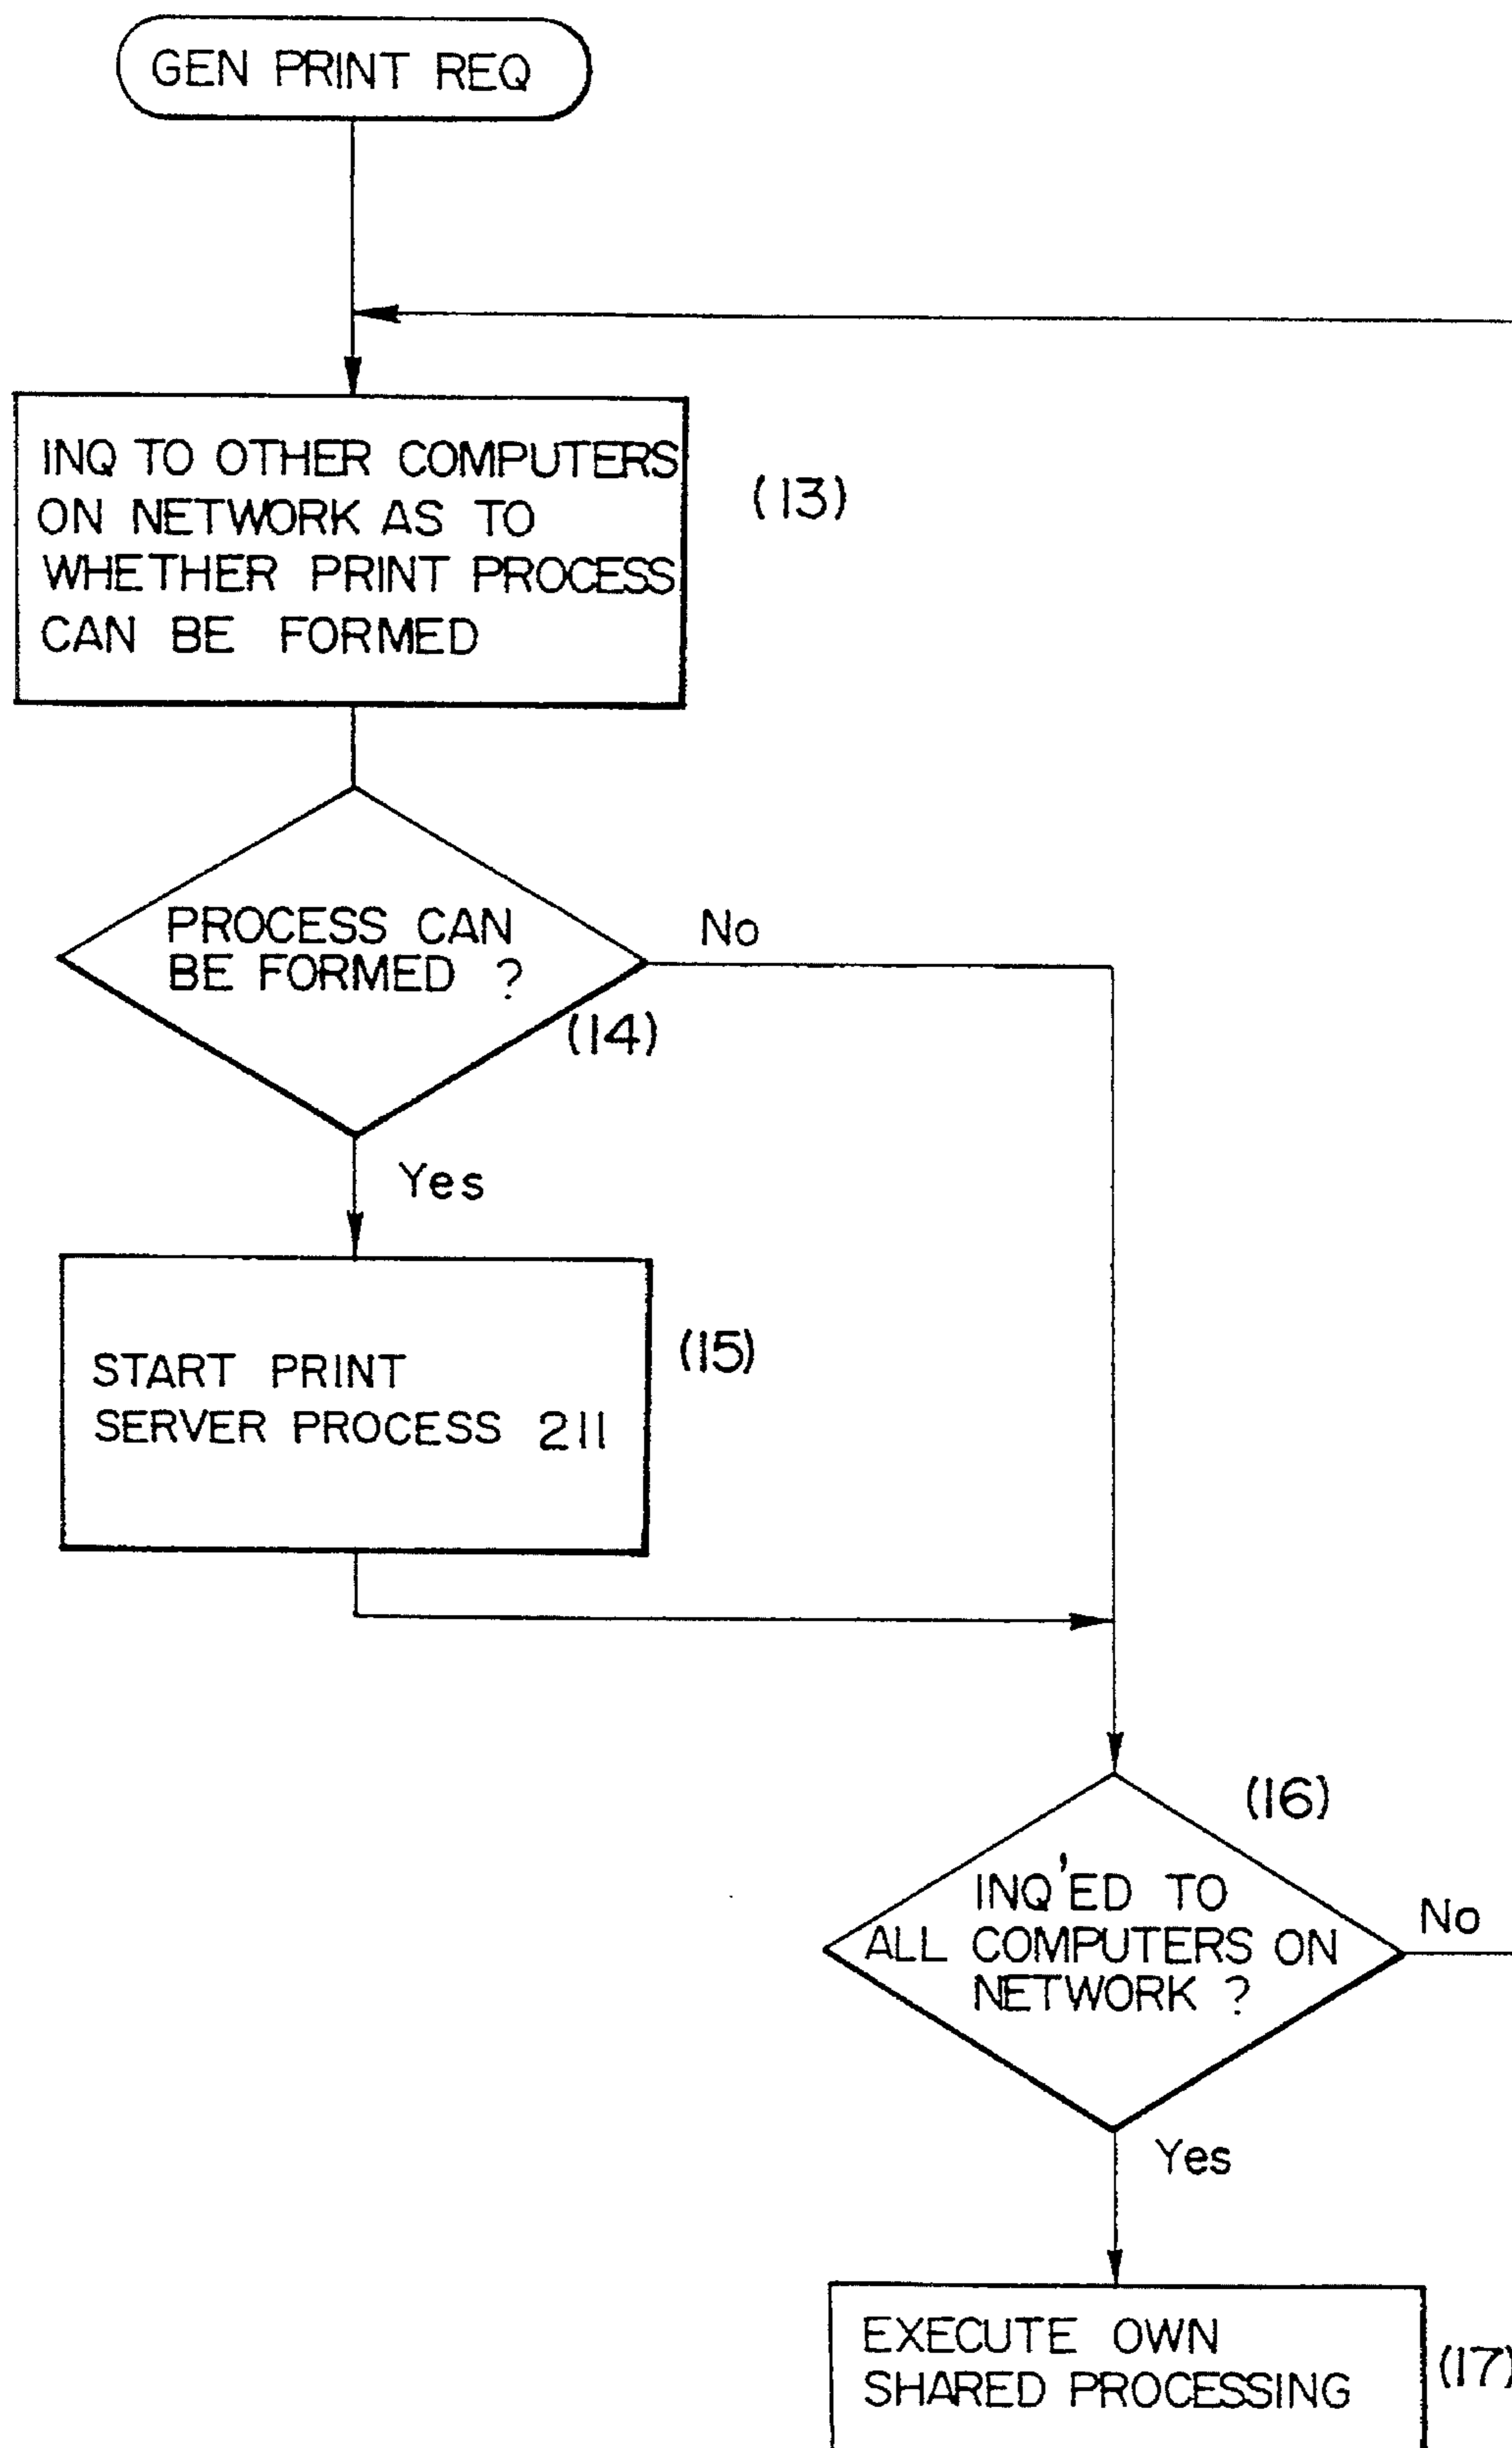 GEN PRINT REQ
INQ TO OTHER COMPUTERS
ON NETWORK AS TO
WHETHER PRINT PROCESS
CAN BE FORMED
(13)
PROCESS CAN
BE FORMED ?
(14)
No
Yes
START PRINT
SERVER PROCESS 211
(15)
(16)
INQ'ED TO
ALL COMPUTERS ON
NETWORK ?
No
Yes
EXECUTE OWN
SHARED PROCESSING
(17)